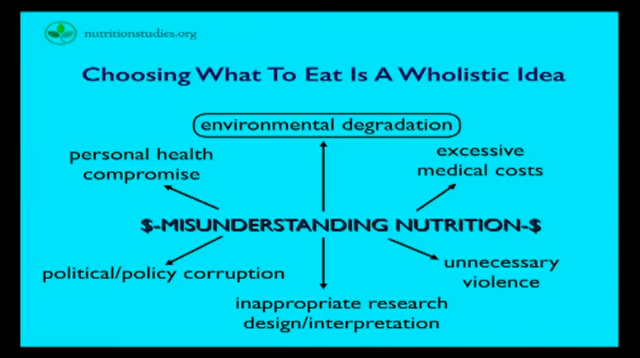 nutritionstudies.org
Choosing What To Eat Is A Wholistic Idea
environmental degradation
personal health
compromise
excessive
medical costs
$-MISUNDERSTANDING NUTRITION-$
political/policy corruption
inappropriate research
design/interpretation
unnecessary
violence